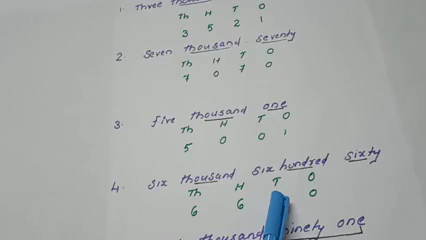 1. Three
Th H T O
3 5 2 1
2. Seven thousand seventy
Th H T O
7 0 7 0
3. Five thousand one
Th H T O
5 0 0 1
4. Six thousand six hundred sixty
Th H T O
6 6 0
thousand ninety one